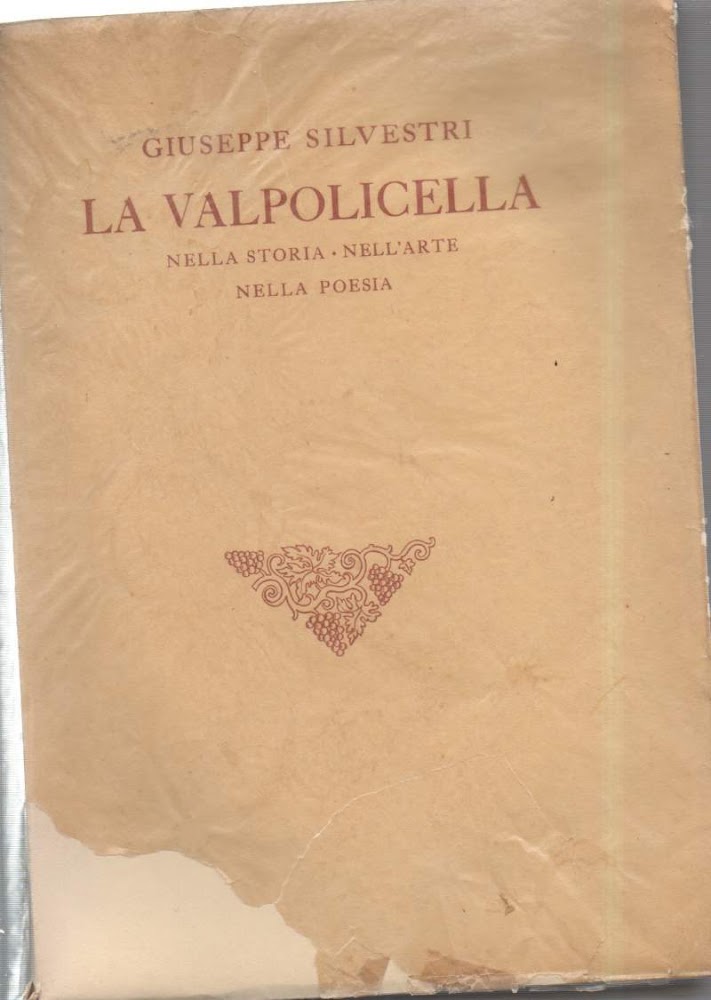 GIUSEPPE SILVESTRI
LA VALPOLICELLA
NELLA STORIA · NELL'ARTE
NELLA POESIA